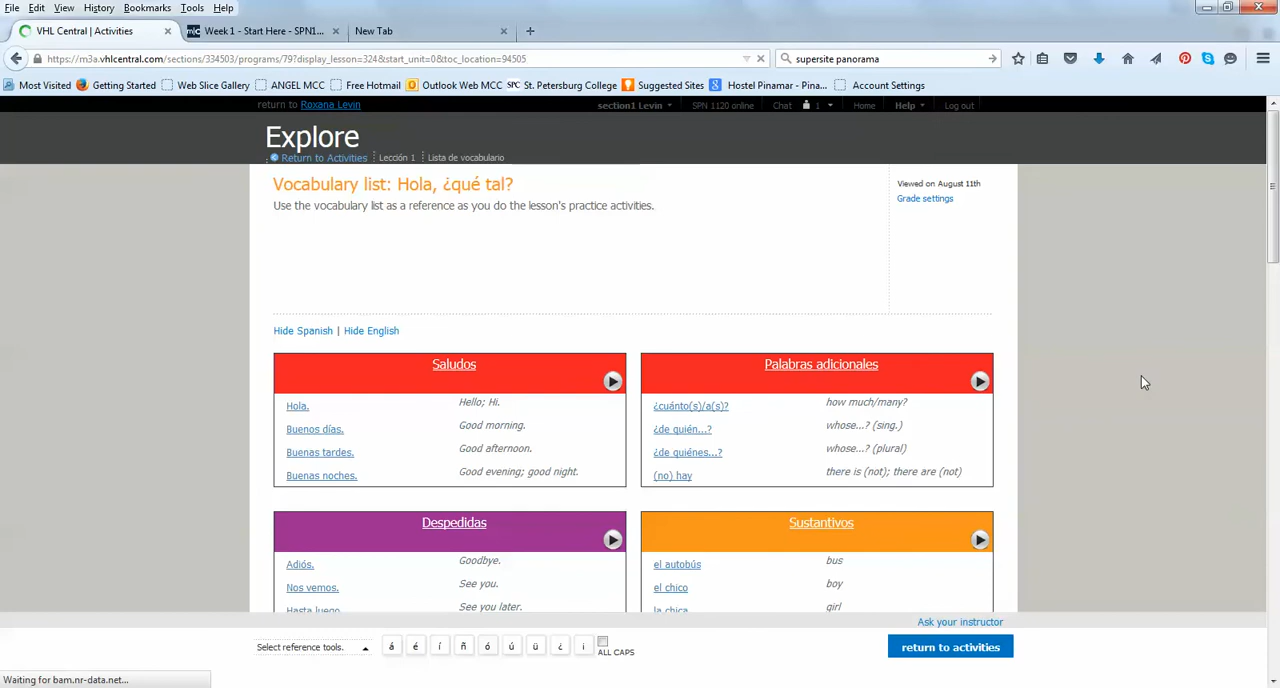 File Edit View History Bookmarks Tools Help
VHL Central | Activities × Week 1 - Start Here - SPN1... × New Tab × +
https://m3a.vhlcentral.com/sections/334503/programs/79?display_lesson=324&start_unit=0&toc_location=94505 supersite panorama
Most Visited Getting Started Web Slice Gallery ANGEL MCC Free Hotmail Outlook Web MCC SPC St. Petersburg College Suggested Sites Hostel Pinamar - Pina... Account Settings
return to Roxana Levin section1 Levin SPN 1120 online Chat 1 Home Help Log out
Explore
Return to Activities Lección 1 Lista de vocabulario
Vocabulary list: Hola, ¿qué tal?
Use the vocabulary list as a reference as you do the lesson's practice activities.
Viewed on August 11th
Grade settings
Hide Spanish | Hide English
Saludos
Hola. Hello; Hi.
Buenos días. Good morning.
Buenas tardes. Good afternoon.
Buenas noches. Good evening; good night.
Palabras adicionales
¿cuánto(s)/a(s)? how much/many?
¿de quién...? whose...? (sing.)
¿de quiénes...? whose...? (plural)
(no) hay there is (not); there are (not)
Despedidas
Adiós. Goodbye.
Nos vemos. See you.
Hasta luego. See you later.
Sustantivos
el autobús bus
el chico boy
la chica girl
Ask your instructor
Select reference tools. á é í ñ ó ú ü ¿ ¡ ALL CAPS return to activities
Waiting for bam.nr-data.net...